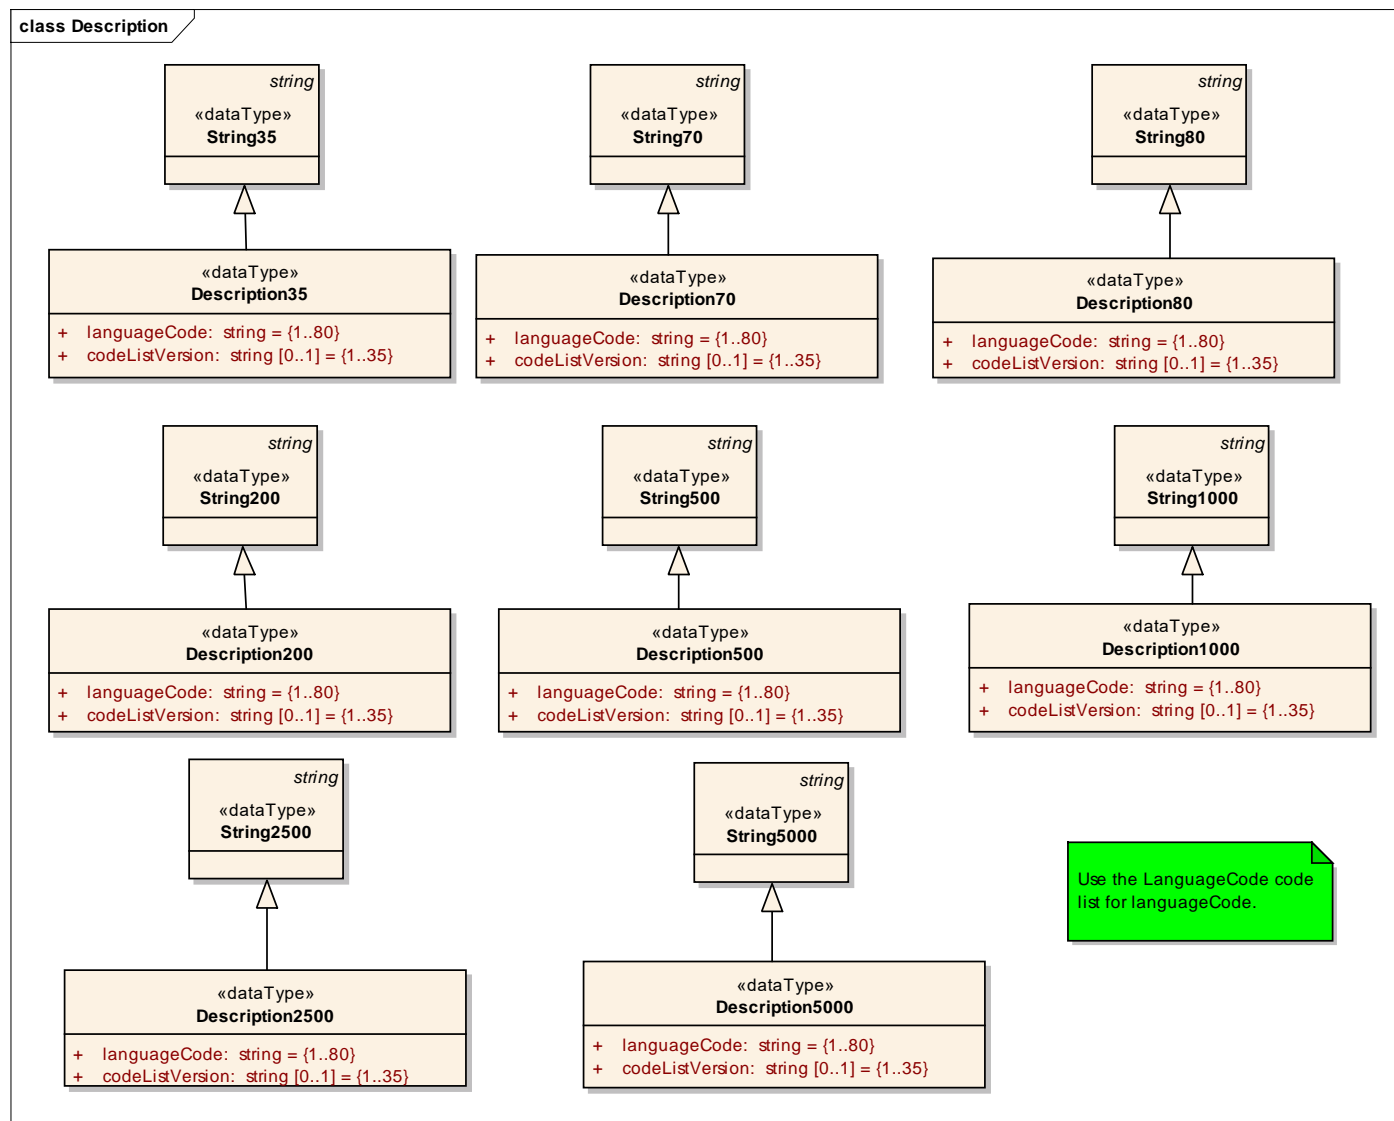 class Description
string
«dataType»
String35
string
«dataType»
String70
string
«dataType»
String80
«dataType»
Description35
+ languageCode: string = {1..80}
+ codeListVersion: string [0..1] = {1..35}
«dataType»
Description70
+ languageCode: string = {1..80}
+ codeListVersion: string [0..1] = {1..35}
«dataType»
Description80
+ languageCode: string = {1..80}
+ codeListVersion: string [0..1] = {1..35}
string
«dataType»
String200
string
«dataType»
String500
string
«dataType»
String1000
«dataType»
Description200
+ languageCode: string = {1..80}
+ codeListVersion: string [0..1] = {1..35}
«dataType»
Description500
+ languageCode: string = {1..80}
+ codeListVersion: string [0..1] = {1..35}
«dataType»
Description1000
+ languageCode: string = {1..80}
+ codeListVersion: string [0..1] = {1..35}
string
«dataType»
String2500
string
«dataType»
String5000
Use the LanguageCode code
list for languageCode.
«dataType»
Description2500
+ languageCode: string = {1..80}
+ codeListVersion: string [0..1] = {1..35}
«dataType»
Description5000
+ languageCode: string = {1..80}
+ codeListVersion: string [0..1] = {1..35}